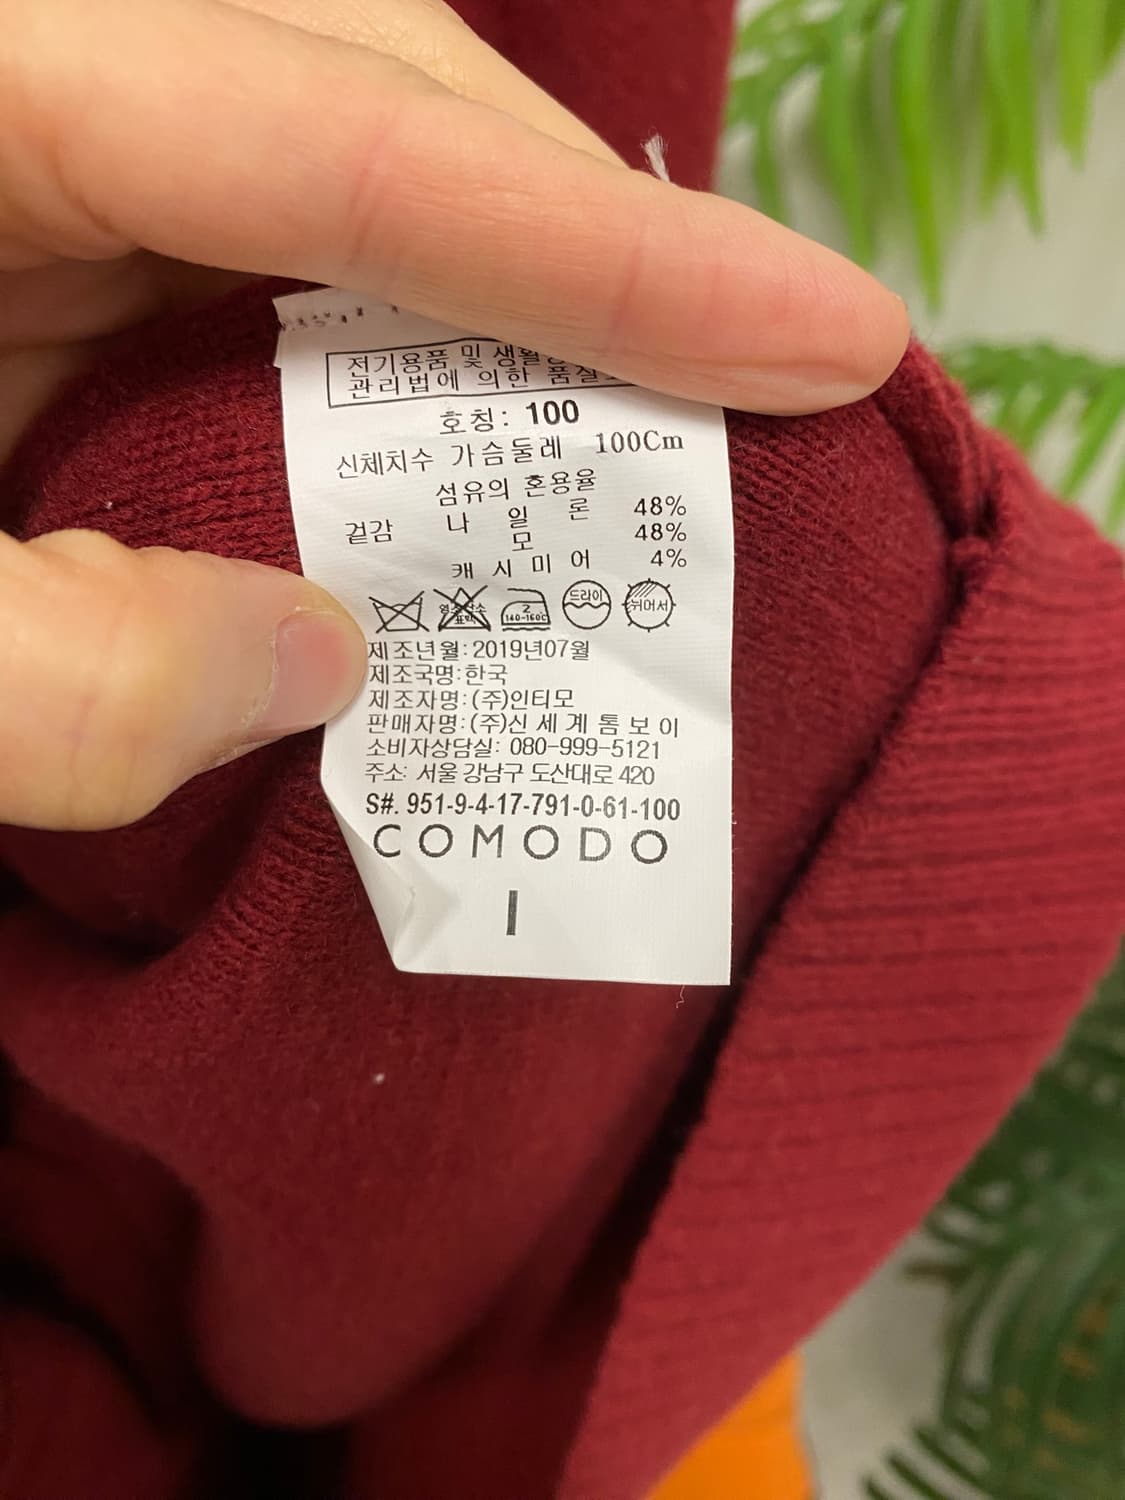 전기용품 및 생활
관리법에 의한 품질
호칭: 100
신체치수 가슴둘레 100Cm
섬유의 혼용율
겉감 나 일 론 48%
모 48%
캐 시 미 어 4%
2 140~160℃ 드라이 뉘어서
제조년월: 2019년07월
제조국명: 한국
제조자명: (주)인티모
판매자명: (주)신 세 계 톰 보 이
소비자상담실: 080-999-5121
주소: 서울 강남구 도산대로 420
S#. 951-9-4-17-791-0-61-100
COMODO
I